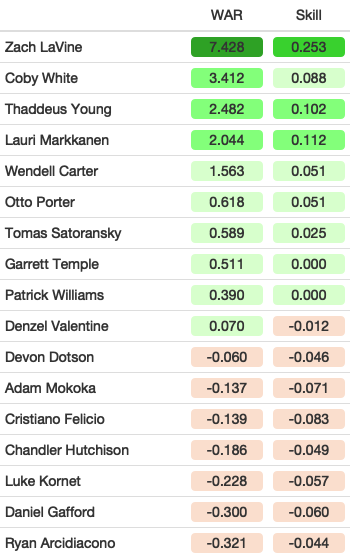 WAR Skill
Zach LaVine 7.428 0.253
Coby White 3.412 0.088
Thaddeus Young 2.482 0.102
Lauri Markkanen 2.044 0.112
Wendell Carter 1.563 0.051
Otto Porter 0.618 0.051
Tomas Satoransky 0.589 0.025
Garrett Temple 0.511 0.000
Patrick Williams 0.390 0.000
Denzel Valentine 0.070 -0.012
Devon Dotson -0.060 -0.046
Adam Mokoka -0.137 -0.071
Cristiano Felicio -0.139 -0.083
Chandler Hutchison -0.186 -0.049
Luke Kornet -0.228 -0.057
Daniel Gafford -0.300 -0.060
Ryan Arcidiacono -0.321 -0.044